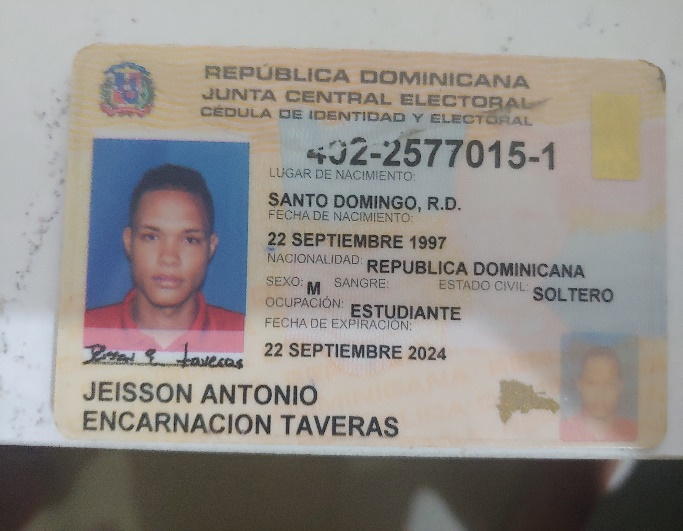 REPÚBLICA DOMINICANA
JUNTA CENTRAL ELECTORAL
CÉDULA DE IDENTIDAD Y ELECTORAL
402-2577015-1
LUGAR DE NACIMIENTO:
SANTO DOMINGO, R.D.
FECHA DE NACIMIENTO:
22 SEPTIEMBRE 1997
NACIONALIDAD: REPUBLICA DOMINICANA
SEXO: M SANGRE: ESTADO CIVIL: SOLTERO
OCUPACIÓN: ESTUDIANTE
FECHA DE EXPIRACIÓN:
22 SEPTIEMBRE 2024
JEISSON ANTONIO
ENCARNACION TAVERAS